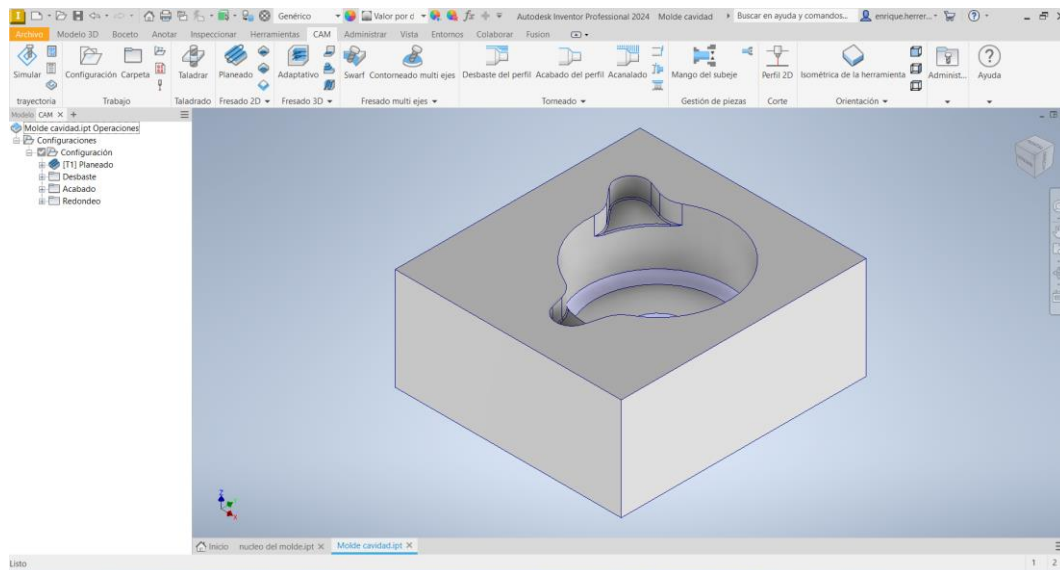 Genérico Valor por d Autodesk Inventor Professional 2024 Molde cavidad Buscar en ayuda y comandos... enrique.herrer...
Archivo Modelo 3D Boceto Anotar Inspeccionar Herramientas CAM Administrar Vista Entornos Colaborar Fusion
Simular Configuración Carpeta Taladrar Planeado Adaptativo Swarf Contorneado multi ejes Desbaste del perfil Acabado del perfil Acanalado Mango del subeje Perfil 2D Isométrica de la herramienta Administ... Ayuda
trayectoria Trabajo Taladrado Fresado 2D Fresado 3D Fresado multi ejes Torneado Gestión de piezas Corte Orientación
Modelo CAM × +
Molde cavidad.ipt Operaciones
Configuraciones
Configuración
[T1] Planeado
Desbaste
Acabado
Redondeo
Z
X
Inicio nucleo del molde.ipt × Molde cavidad.ipt ×
Listo 1 2